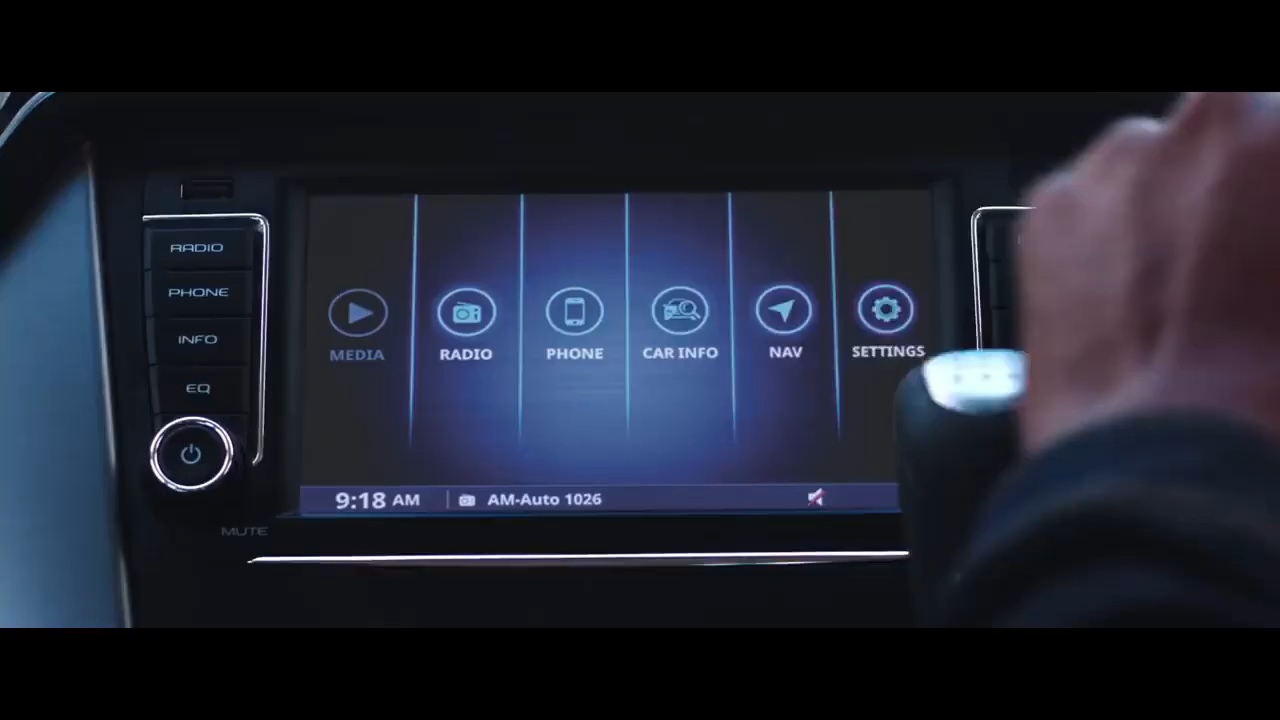 RADIO
PHONE
INFO
EQ
MUTE
MEDIA
RADIO
PHONE
CAR INFO
NAV
SETTINGS
9:18 AM
AM-Auto 1026